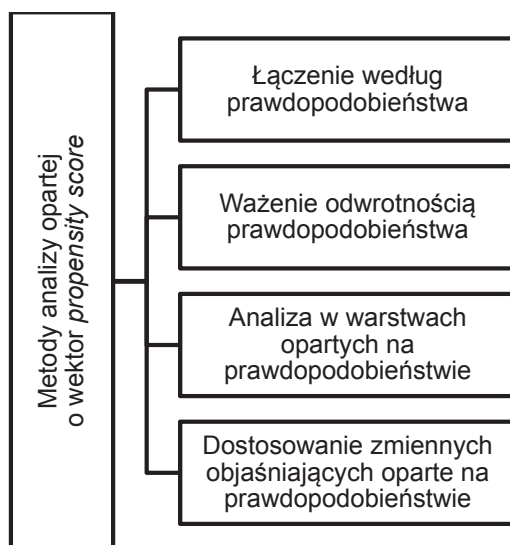 Metody analizy opartej
o wektor propensity score
Łączenie według
prawdopodobieństwa
Ważenie odwrotnością
prawdopodobieństwa
Analiza w warstwach
opartych na
prawdopodobieństwie
Dostosowanie zmiennych
objaśniających oparte na
prawdopodobieństwie